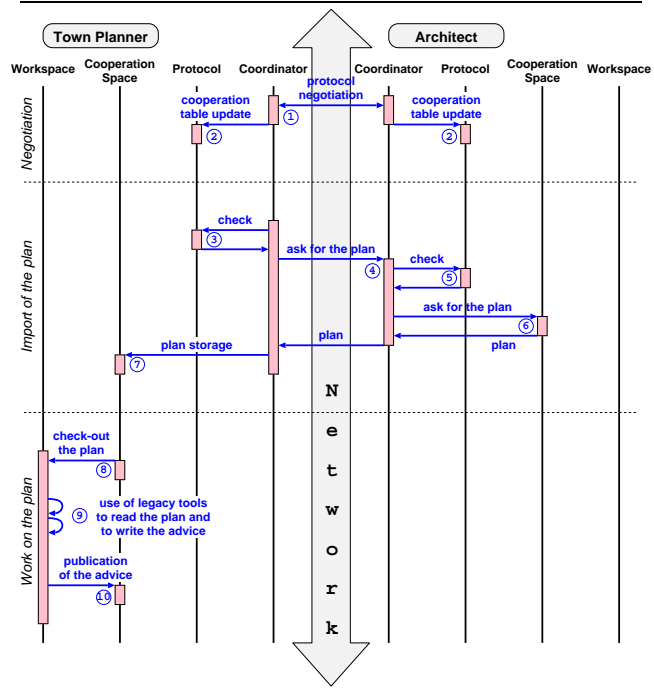 Town Planner
Architect
Workspace
Cooperation
Space
Protocol
Coordinator
Coordinator
Protocol
Cooperation
Space
Workspace
Negotiation
protocol
negotiation
1
cooperation
table update
2
cooperation
table update
2
Import of the plan
check
3
ask for the plan
4
check
5
ask for the plan
6
plan
plan
plan storage
7
Network
Work on the plan
check-out
the plan
8
9
use of legacy tools
to read the plan and
to write the advice
publication
of the advice
10